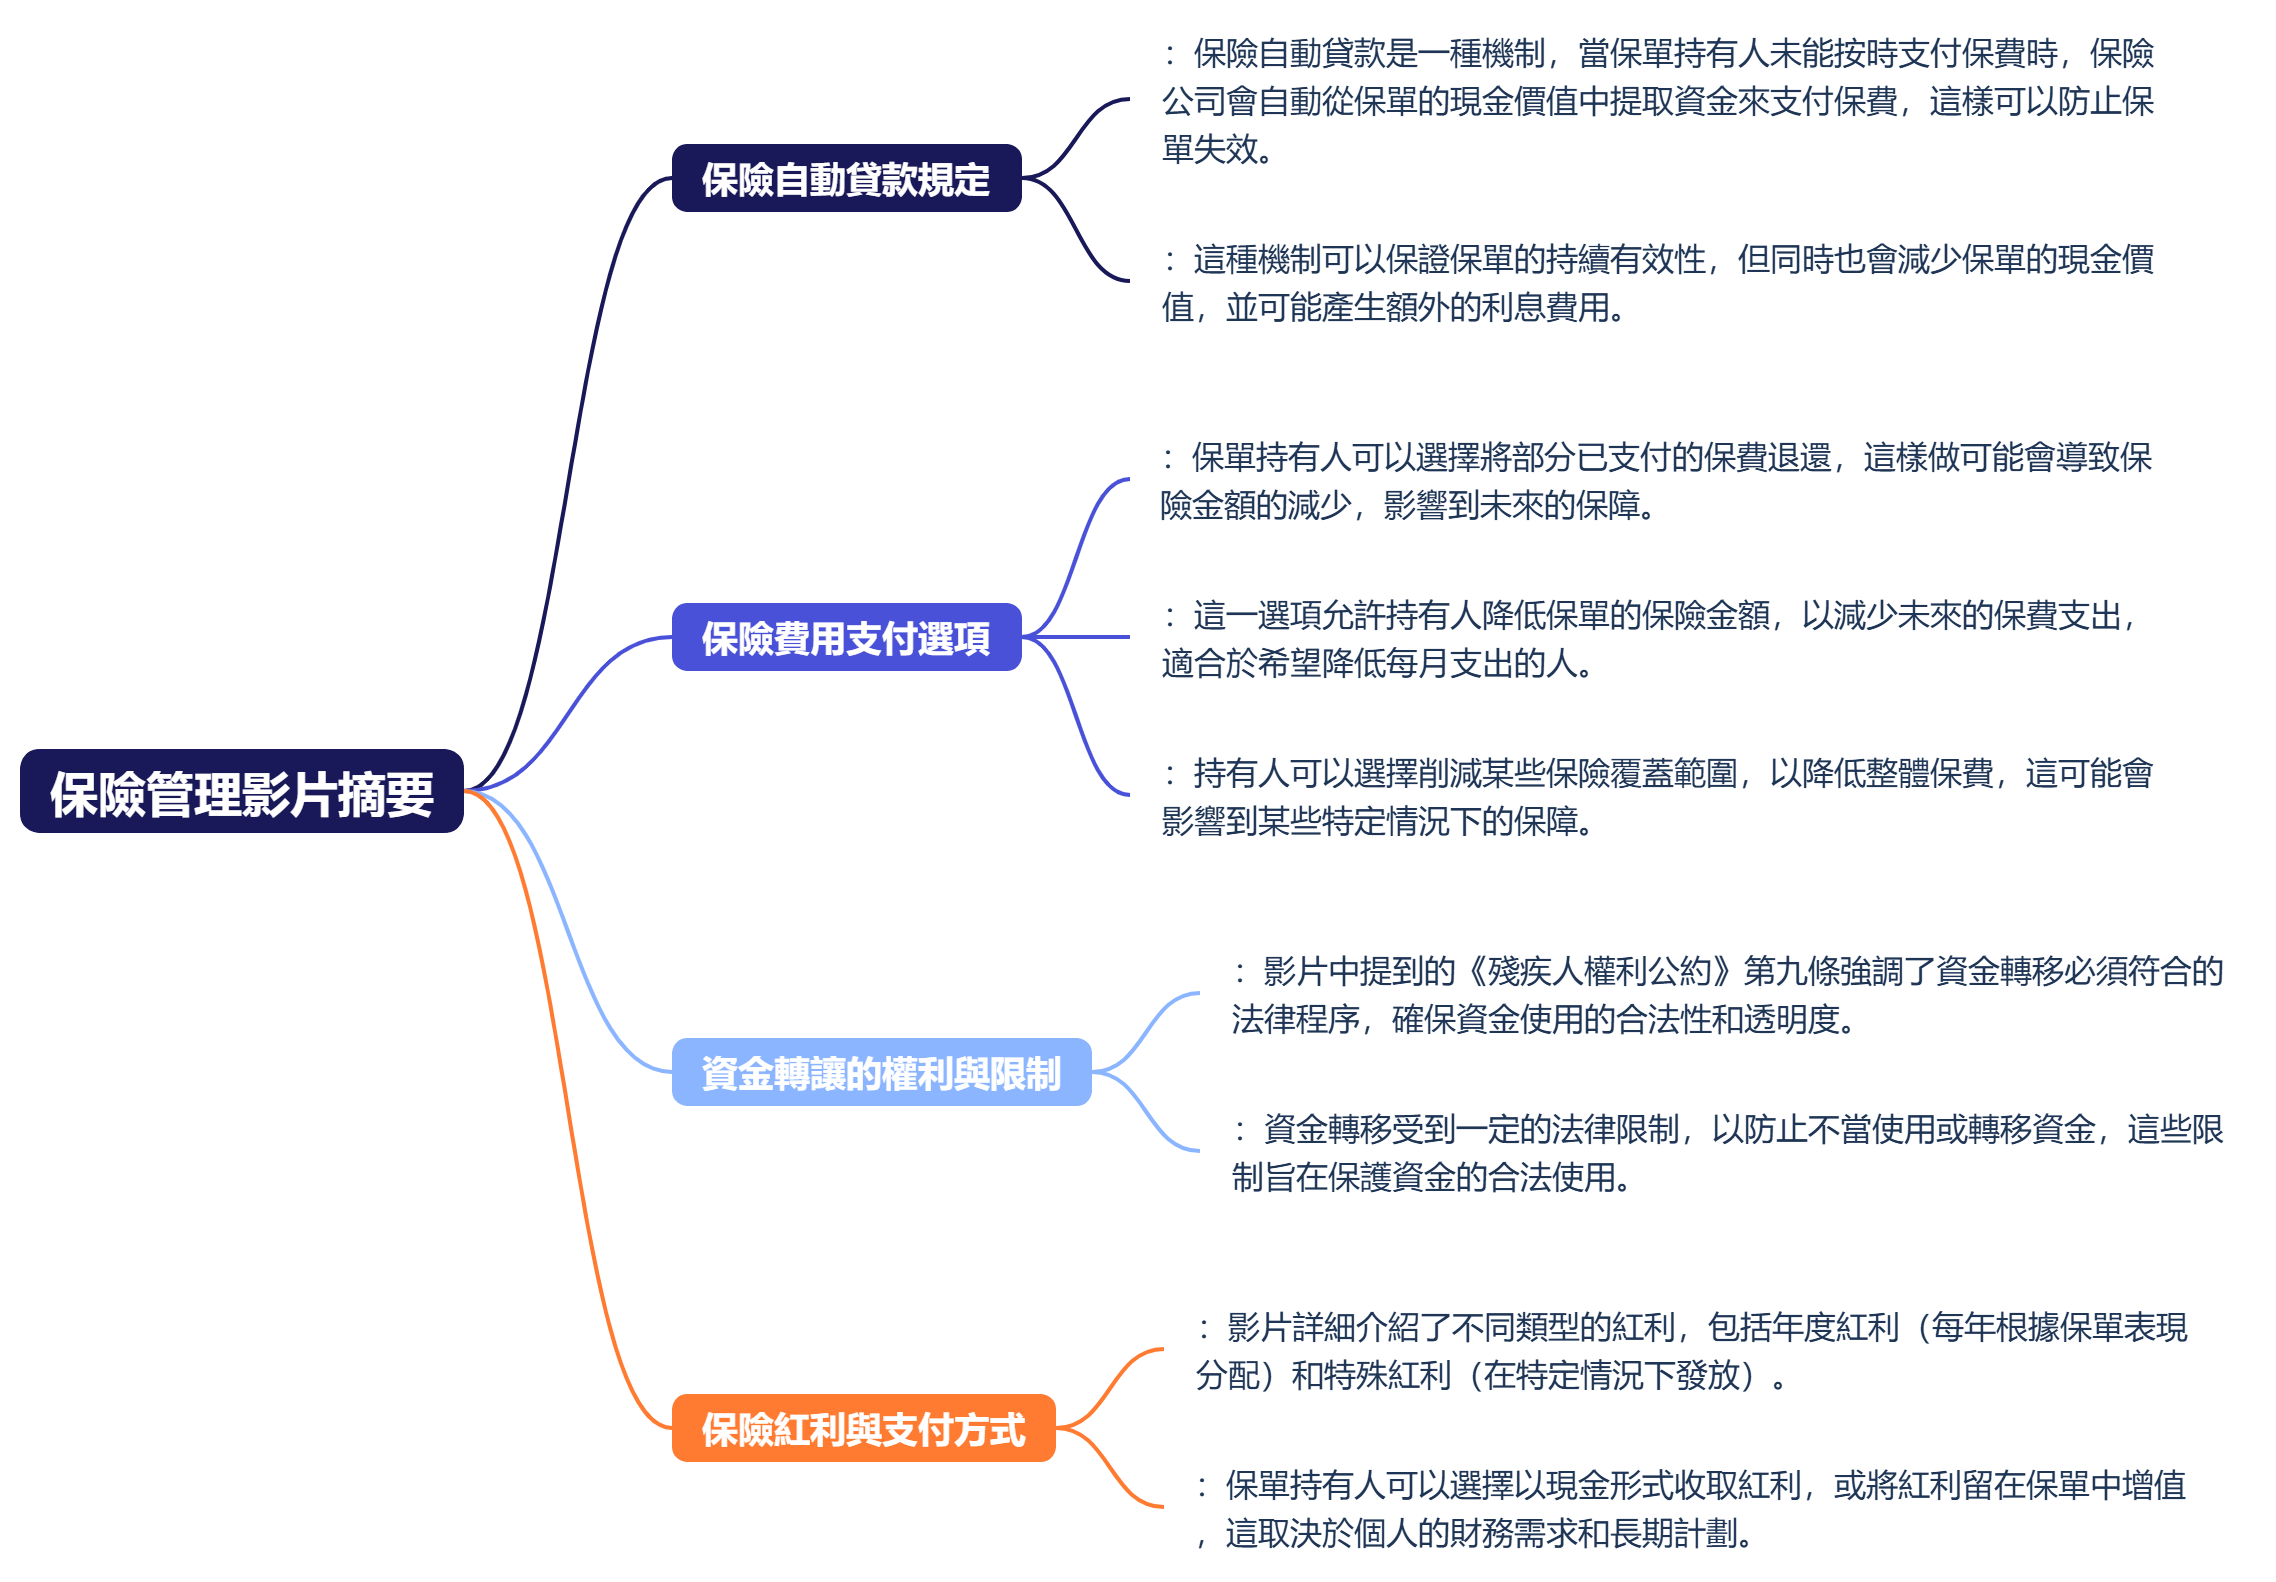 保險管理影片摘要
保險自動貸款規定
：保險自動貸款是一種機制，當保單持有人未能按時支付保費時，保險
公司會自動從保單的現金價值中提取資金來支付保費，這樣可以防止保
單失效。
：這種機制可以保證保單的持續有效性，但同時也會減少保單的現金價
值，並可能產生額外的利息費用。
保險費用支付選項
：保單持有人可以選擇將部分已支付的保費退還，這樣做可能會導致保
險金額的減少，影響到未來的保障。
：這一選項允許持有人降低保單的保險金額，以減少未來的保費支出，
適合於希望降低每月支出的人。
：持有人可以選擇削減某些保險覆蓋範圍，以降低整體保費，這可能會
影響到某些特定情況下的保障。
資金轉讓的權利與限制
：影片中提到的《殘疾人權利公約》第九條強調了資金轉移必須符合的
法律程序，確保資金使用的合法性和透明度。
：資金轉移受到一定的法律限制，以防止不當使用或轉移資金，這些限
制旨在保護資金的合法使用。
保險紅利與支付方式
：影片詳細介紹了不同類型的紅利，包括年度紅利（每年根據保單表現
分配）和特殊紅利（在特定情況下發放）。
：保單持有人可以選擇以現金形式收取紅利，或將紅利留在保單中增值
，這取決於個人的財務需求和長期計劃。